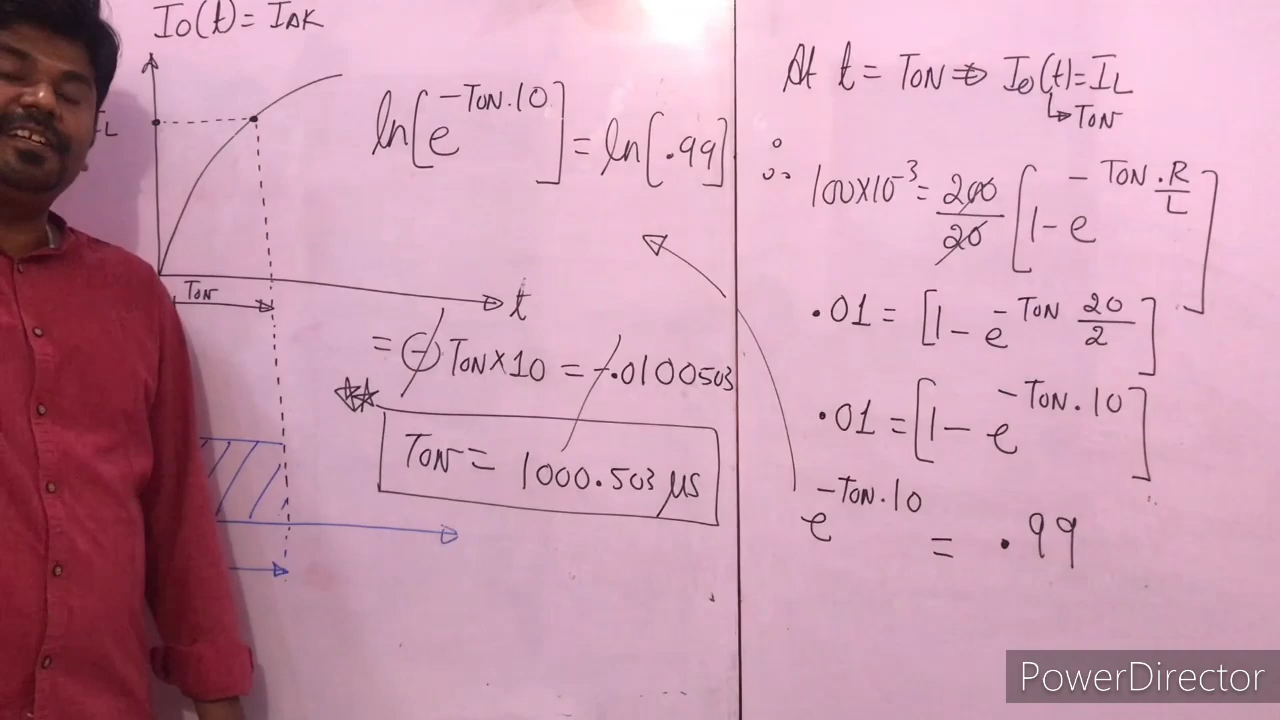 IO(t) = IAK
IL
TON
t
ln[e^-TON.10] = ln[.99]
= - TON×10 = -.0100503
TON = 1000.503 μs
At t = TON ⇒ IO(t)=IL
↳ TON
∴ 100×10^-3 = 200/20 [1 - e^-TON.R/L]
.01 = [1 - e^-TON 20/2]
.01 = [1 - e^-TON.10]
e^-TON.10 = .99
PowerDirector